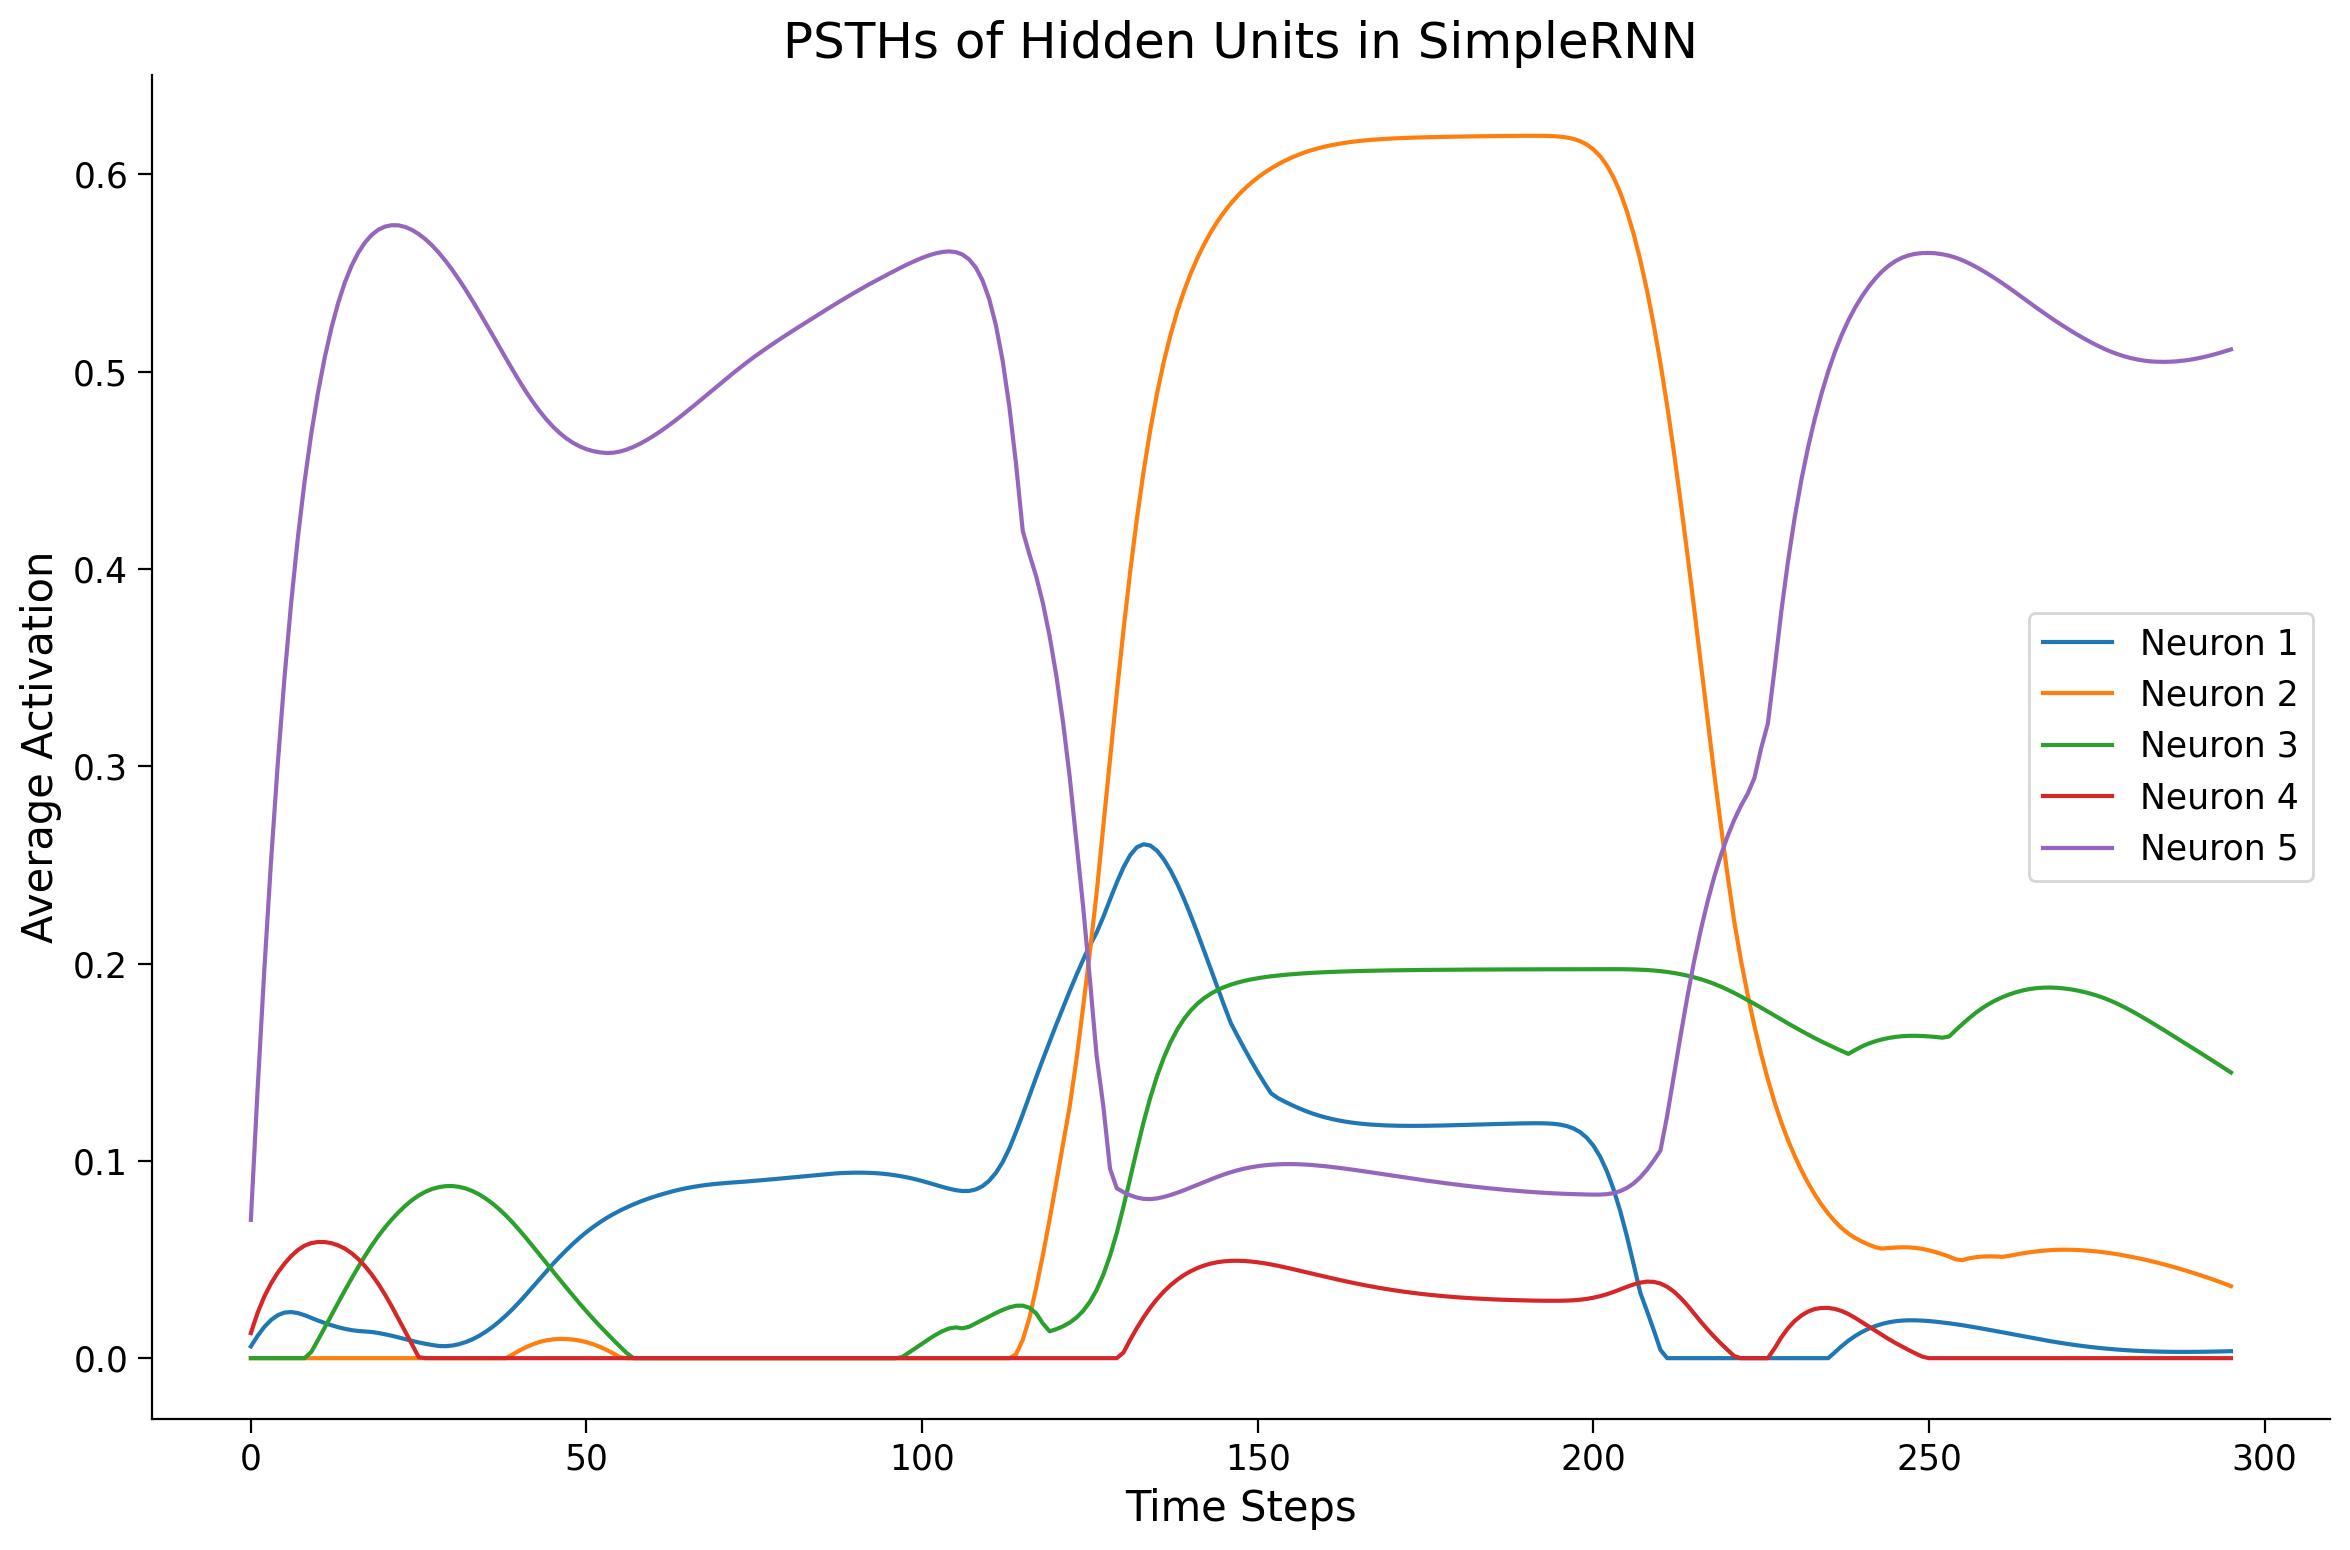 PSTHs of Hidden Units in SimpleRNN
Average Activation
0.6
0.5
0.4
0.3
0.2
0.1
0.0
Neuron 1
Neuron 2
Neuron 3
Neuron 4
Neuron 5
0 50 100 150 200 250 300
Time Steps